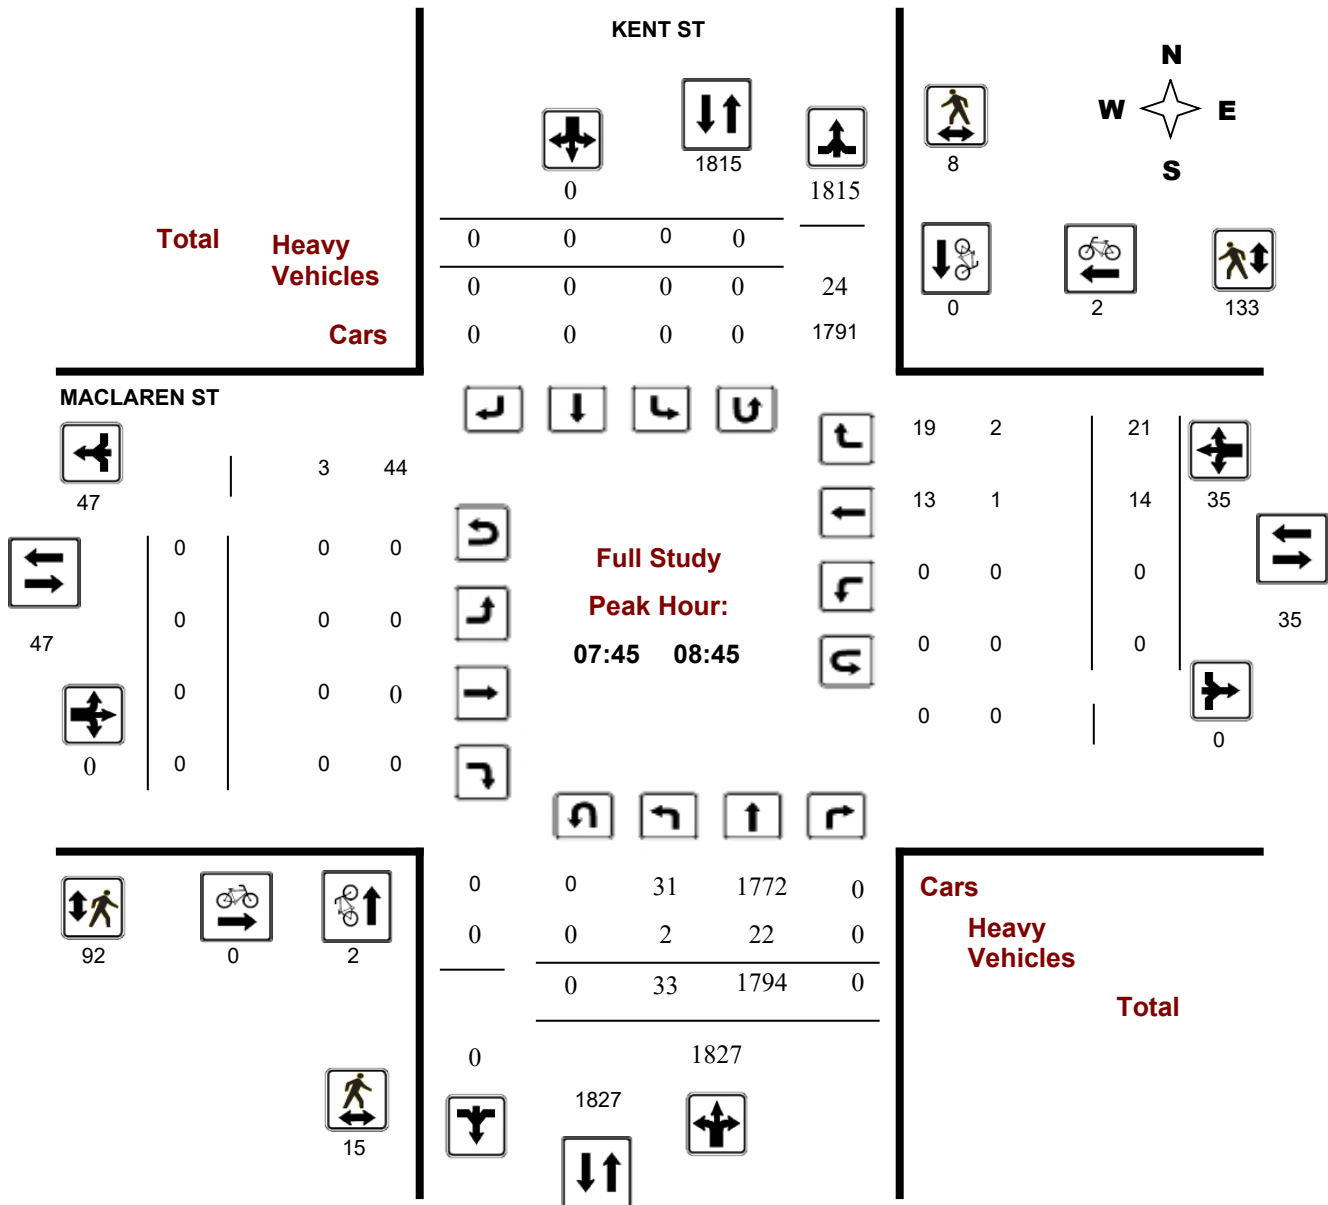 KENT ST
N
W E
S
1815
8
0 1815
Total Heavy
Vehicles
Cars
0 0 0 0
0 0 0 0 24
0 0 0 0 1791
0 2 133
MACLAREN ST
47
3 44
19 2 21
13 1 14 35
0 0 0 0
0 0 0
0 0 0 0
0 0 0
0 0 0 0
0 0
0 0 0 0
47
35
0
Full Study
Peak Hour:
07:45 08:45
0 0 31 1772 0
0 0 2 22 0
0 33 1794 0
0 1827
1827
92 0 2
15
Cars
Heavy
Vehicles
Total